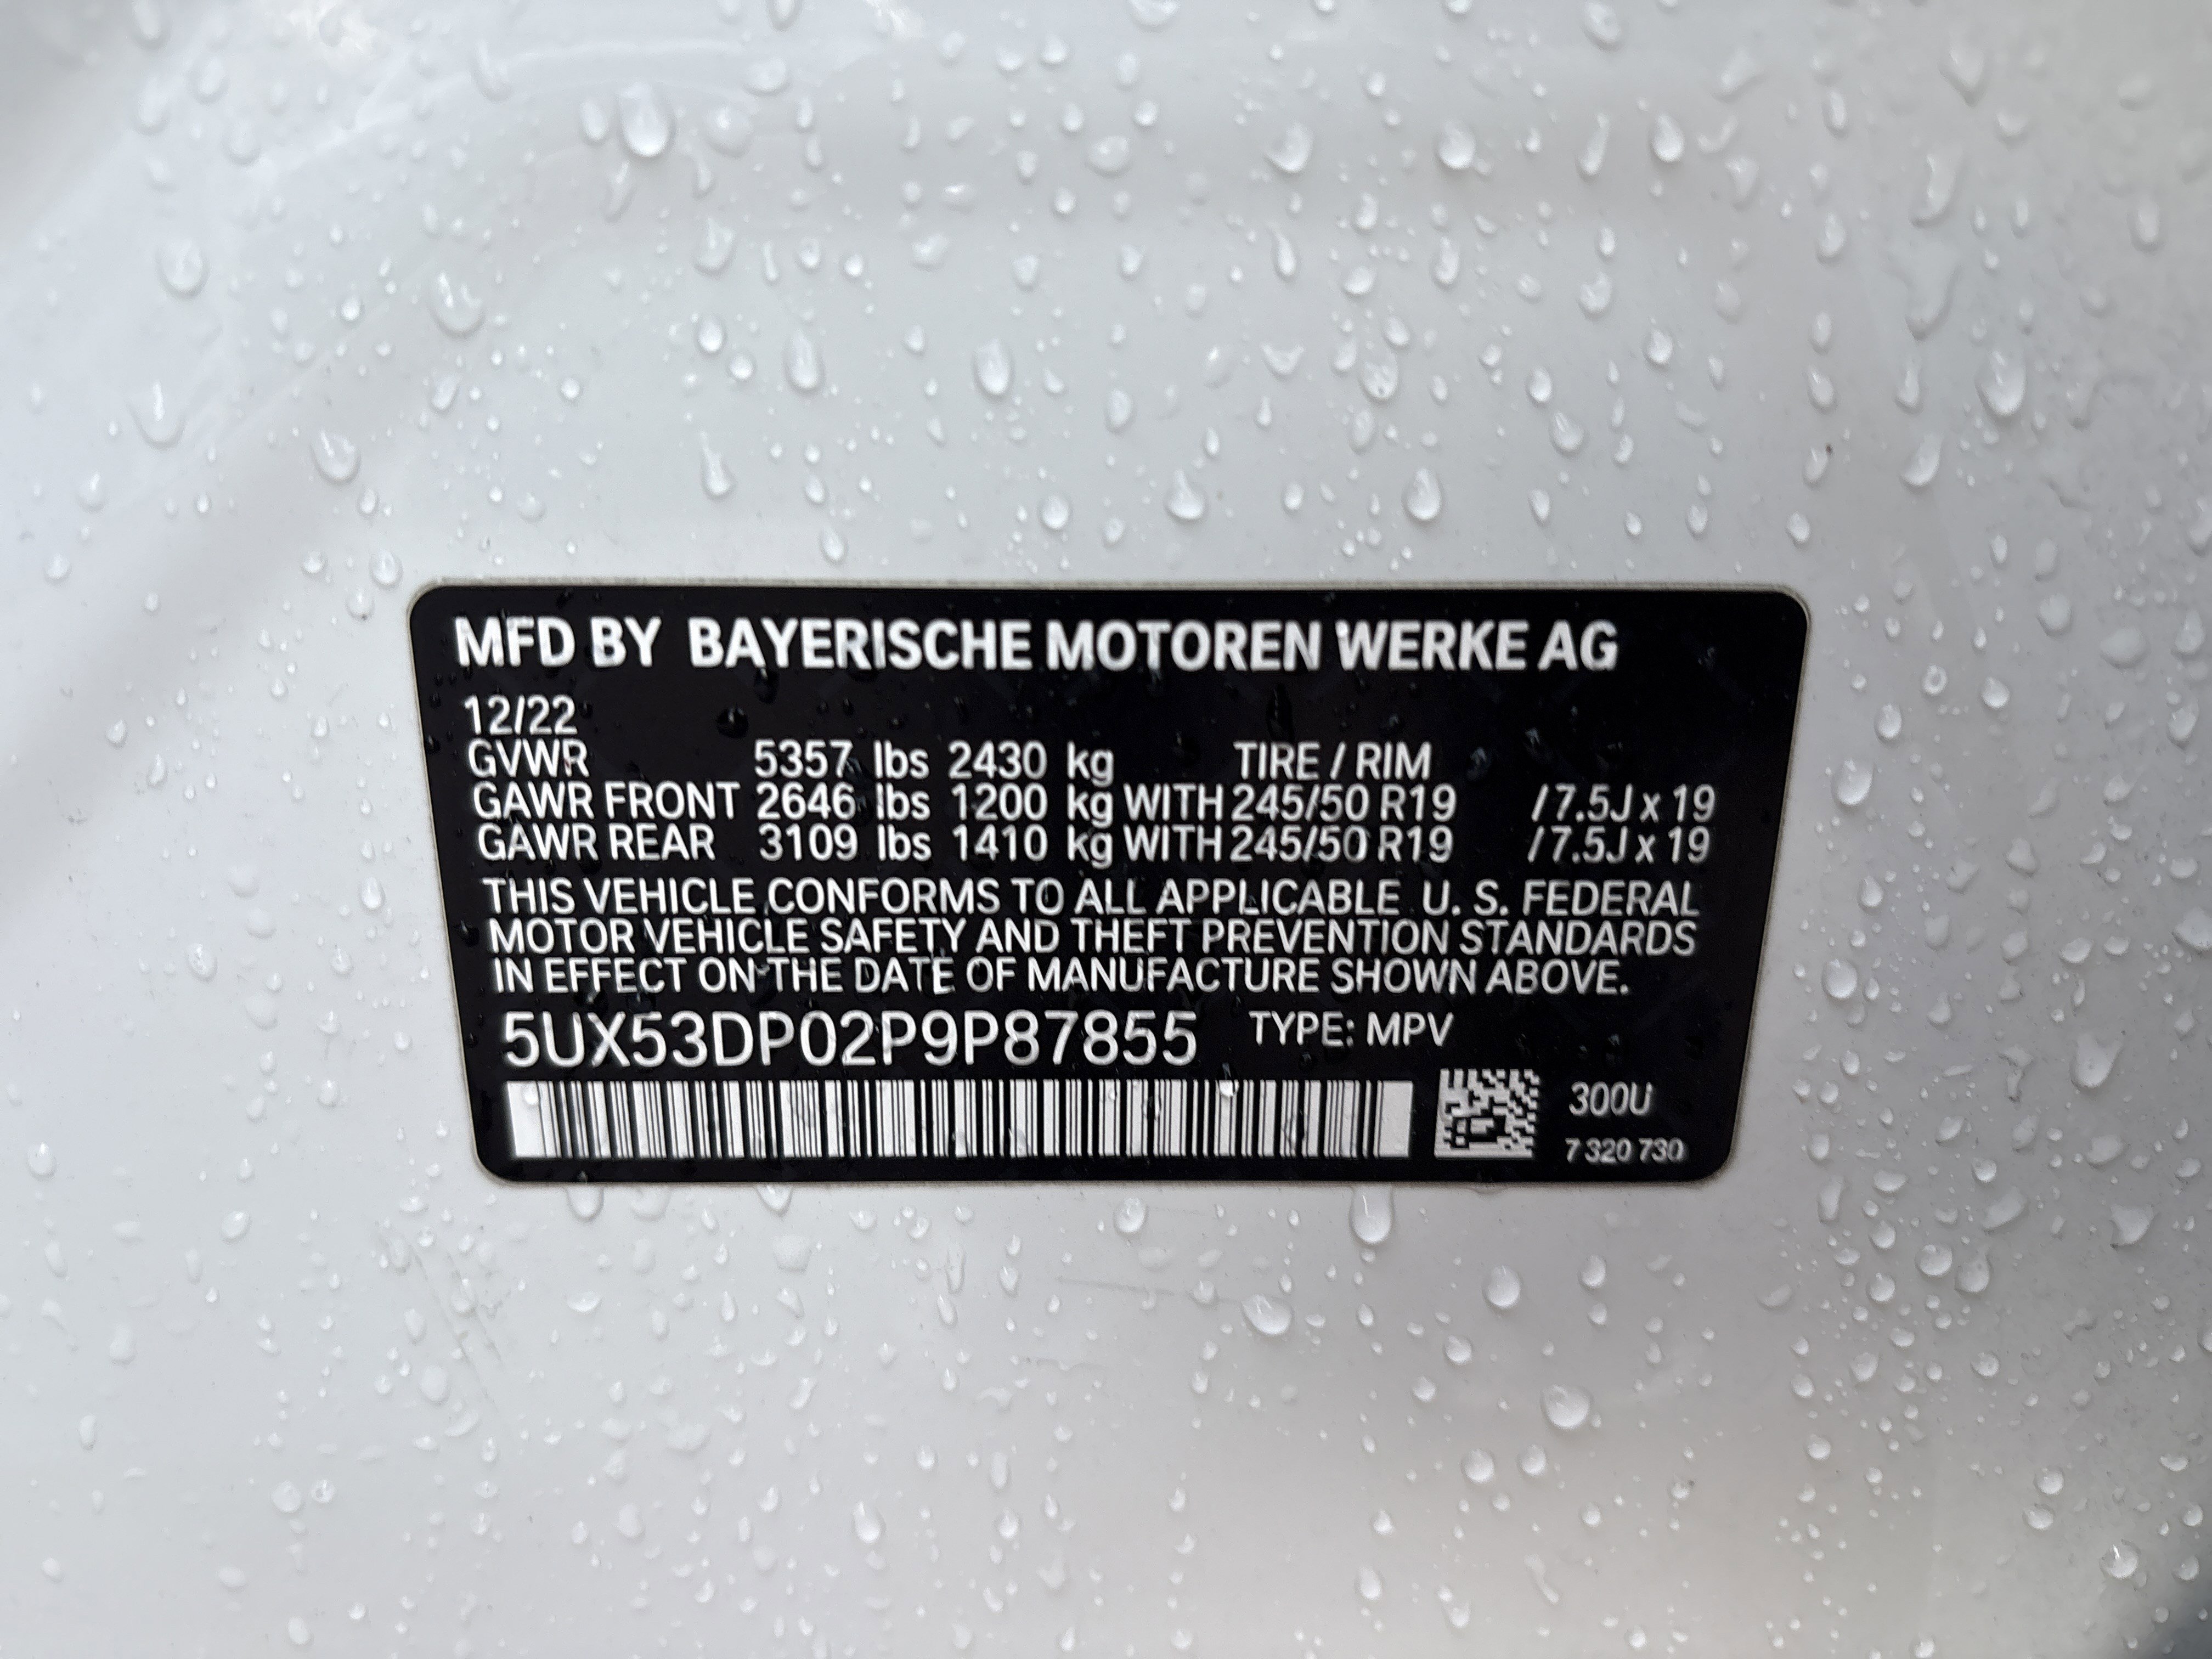 MFD BY BAYERISCHE MOTOREN WERKE AG
12/22
GVWR 5357 lbs 2430 kg TIRE / RIM
GAWR FRONT 2646 lbs 1200 kg WITH 245/50 R19 /7.5J x 19
GAWR REAR 3109 lbs 1410 kg WITH 245/50 R19 /7.5J x 19
THIS VEHICLE CONFORMS TO ALL APPLICABLE U. S. FEDERAL
MOTOR VEHICLE SAFETY AND THEFT PREVENTION STANDARDS
IN EFFECT ON THE DATE OF MANUFACTURE SHOWN ABOVE.
5UX53DP02P9P87855 TYPE: MPV
300U
7 320 730